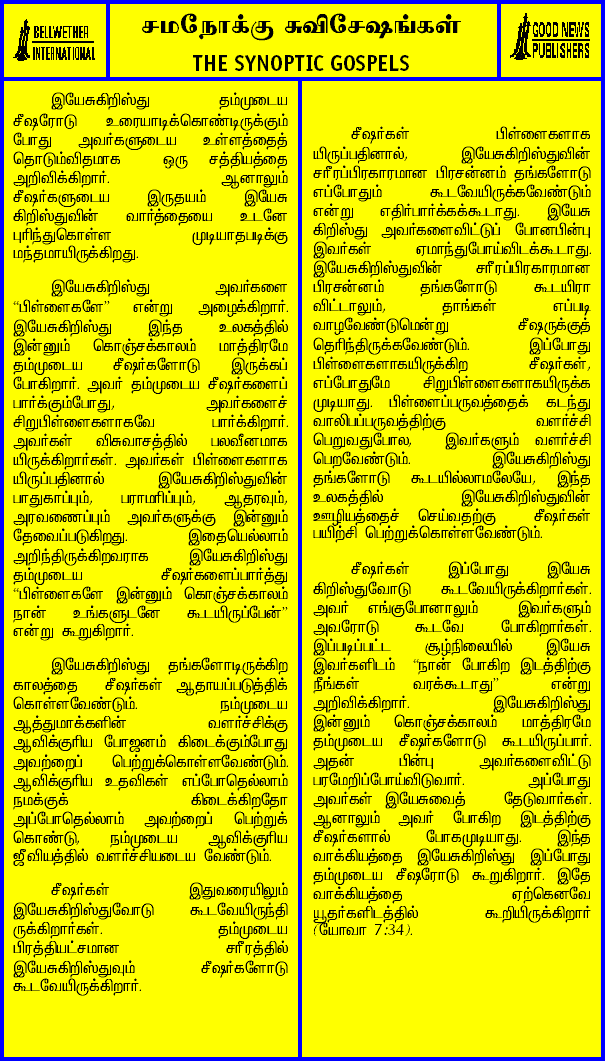 BELLWETHER
INTERNATIONAL
சமநோக்கு சுவிசேஷங்கள்
THE SYNOPTIC GOSPELS
GOOD NEWS
PUBLISHERS
இயேசுகிறிஸ்து தம்முடைய
சீஷரோடு உரையாடிக்கொண்டிருக்கும்
போது அவர்களுடைய உள்ளத்தைத்
தொடும்விதமாக ஒரு சத்தியத்தை
அறிவிக்கிறார். ஆனாலும்
சீஷர்களுடைய இருதயம் இயேசு
கிறிஸ்துவின் வார்த்தையை உடனே
புரிந்துகொள்ள முடியாதபடிக்கு
மந்தமாயிருக்கிறது.
இயேசுகிறிஸ்து அவர்களை
“பிள்ளைகளே” என்று அழைக்கிறார்.
இயேசுகிறிஸ்து இந்த உலகத்தில்
இன்னும் கொஞ்சக்காலம் மாத்திரமே
தம்முடைய சீஷர்களோடு இருக்கப்
போகிறார். அவர் தம்முடைய சீஷர்களைப்
பார்க்கும்போது, அவர்களைச்
சிறுபிள்ளைகளாகவே பார்க்கிறார்.
அவர்கள் விசுவாசத்தில் பலவீனமாக
யிருக்கிறார்கள். அவர்கள் பிள்ளைகளாக
யிருப்பதினால் இயேசுகிறிஸ்துவின்
பாதுகாப்பும், பராமரிப்பும், ஆதரவும்,
அரவணைப்பும் அவர்களுக்கு இன்னும்
தேவைப்படுகிறது. இதையெல்லாம்
அறிந்திருக்கிறவராக இயேசுகிறிஸ்து
தம்முடைய சீஷர்களைப்பார்த்து
“பிள்ளைகளே இன்னும் கொஞ்சக்காலம்
நான் உங்களுடனே கூடயிருப்பேன்”
என்று கூறுகிறார்.
இயேசுகிறிஸ்து தங்களோடிருக்கிற
காலத்தை சீஷர்கள் ஆதாயப்படுத்திக்
கொள்ளவேண்டும். நம்முடைய
ஆத்துமாக்களின் வளர்ச்சிக்கு
ஆவிக்குரிய போஜனம் கிடைக்கும்போது
அவற்றைப் பெற்றுக்கொள்ளவேண்டும்.
ஆவிக்குரிய உதவிகள் எப்போதெல்லாம்
நமக்குக் கிடைக்கிறதோ
அப்போதெல்லாம் அவற்றைப் பெற்றுக்
கொண்டு, நம்முடைய ஆவிக்குரிய
ஜீவியத்தில் வளர்ச்சியடைய வேண்டும்.
சீஷர்கள் இதுவரையிலும்
இயேசுகிறிஸ்துவோடு கூடவேயிருந்தி
ருக்கிறார்கள். தம்முடைய
பிரத்தியட்சமான சரீரத்தில்
இயேசுகிறிஸ்துவும் சீஷர்களோடு
கூடவேயிருக்கிறார்.
சீஷர்கள் பிள்ளைகளாக
யிருப்பதினால், இயேசுகிறிஸ்துவின்
சரீரப்பிரகாரமான பிரசன்னம் தங்களோடு
எப்போதும் கூடவேயிருக்கவேண்டும்
என்று எதிர்பார்க்கக்கூடாது. இயேசு
கிறிஸ்து அவர்களைவிட்டுப் போனபின்பு
இவர்கள் ஏமாந்துபோய்விடக்கூடாது.
இயேசுகிறிஸ்துவின் சரீரப்பிரகாரமான
பிரசன்னம் தங்களோடு கூடயிரா
விட்டாலும், தாங்கள் எப்படி
வாழவேண்டுமென்று சீஷருக்குத்
தெரிந்திருக்கவேண்டும். இப்போது
பிள்ளைகளாகயிருக்கிற சீஷர்கள்,
எப்போதுமே சிறுபிள்ளைகளாகயிருக்க
முடியாது. பிள்ளைப்பருவத்தைக் கடந்து
வாலிபப்பருவத்திற்கு வளர்ச்சி
பெறுவதுபோல, இவர்களும் வளர்ச்சி
பெறவேண்டும். இயேசுகிறிஸ்து
தங்களோடு கூடயில்லாமலேயே, இந்த
உலகத்தில் இயேசுகிறிஸ்துவின்
ஊழியத்தைச் செய்வதற்கு சீஷர்கள்
பயிற்சி பெற்றுக்கொள்ளவேண்டும்.
சீஷர்கள் இப்போது இயேசு
கிறிஸ்துவோடு கூடவேயிருக்கிறார்கள்.
அவர் எங்குபோனாலும் இவர்களும்
அவரோடு கூடவே போகிறார்கள்.
இப்படிப்பட்ட சூழ்நிலையில் இயேசு
இவர்களிடம் “நான் போகிற இடத்திற்கு
நீங்கள் வரக்கூடாது” என்று
அறிவிக்கிறார். இயேசுகிறிஸ்து
இன்னும் கொஞ்சக்காலம் மாத்திரமே
தம்முடைய சீஷர்களோடு கூடயிருப்பார்.
அதன் பின்பு அவர்களைவிட்டு
பரமேறிப்போய்விடுவார். அப்போது
அவர்கள் இயேசுவைத் தேடுவார்கள்.
ஆனாலும் அவர் போகிற இடத்திற்கு
சீஷர்களால் போகமுடியாது. இந்த
வாக்கியத்தை இயேசுகிறிஸ்து இப்போது
தம்முடைய சீஷரோடு கூறுகிறார். இதே
வாக்கியத்தை ஏற்கெனவே
யூதர்களிடத்தில் கூறியிருக்கிறார்
(யோவா 7:34).